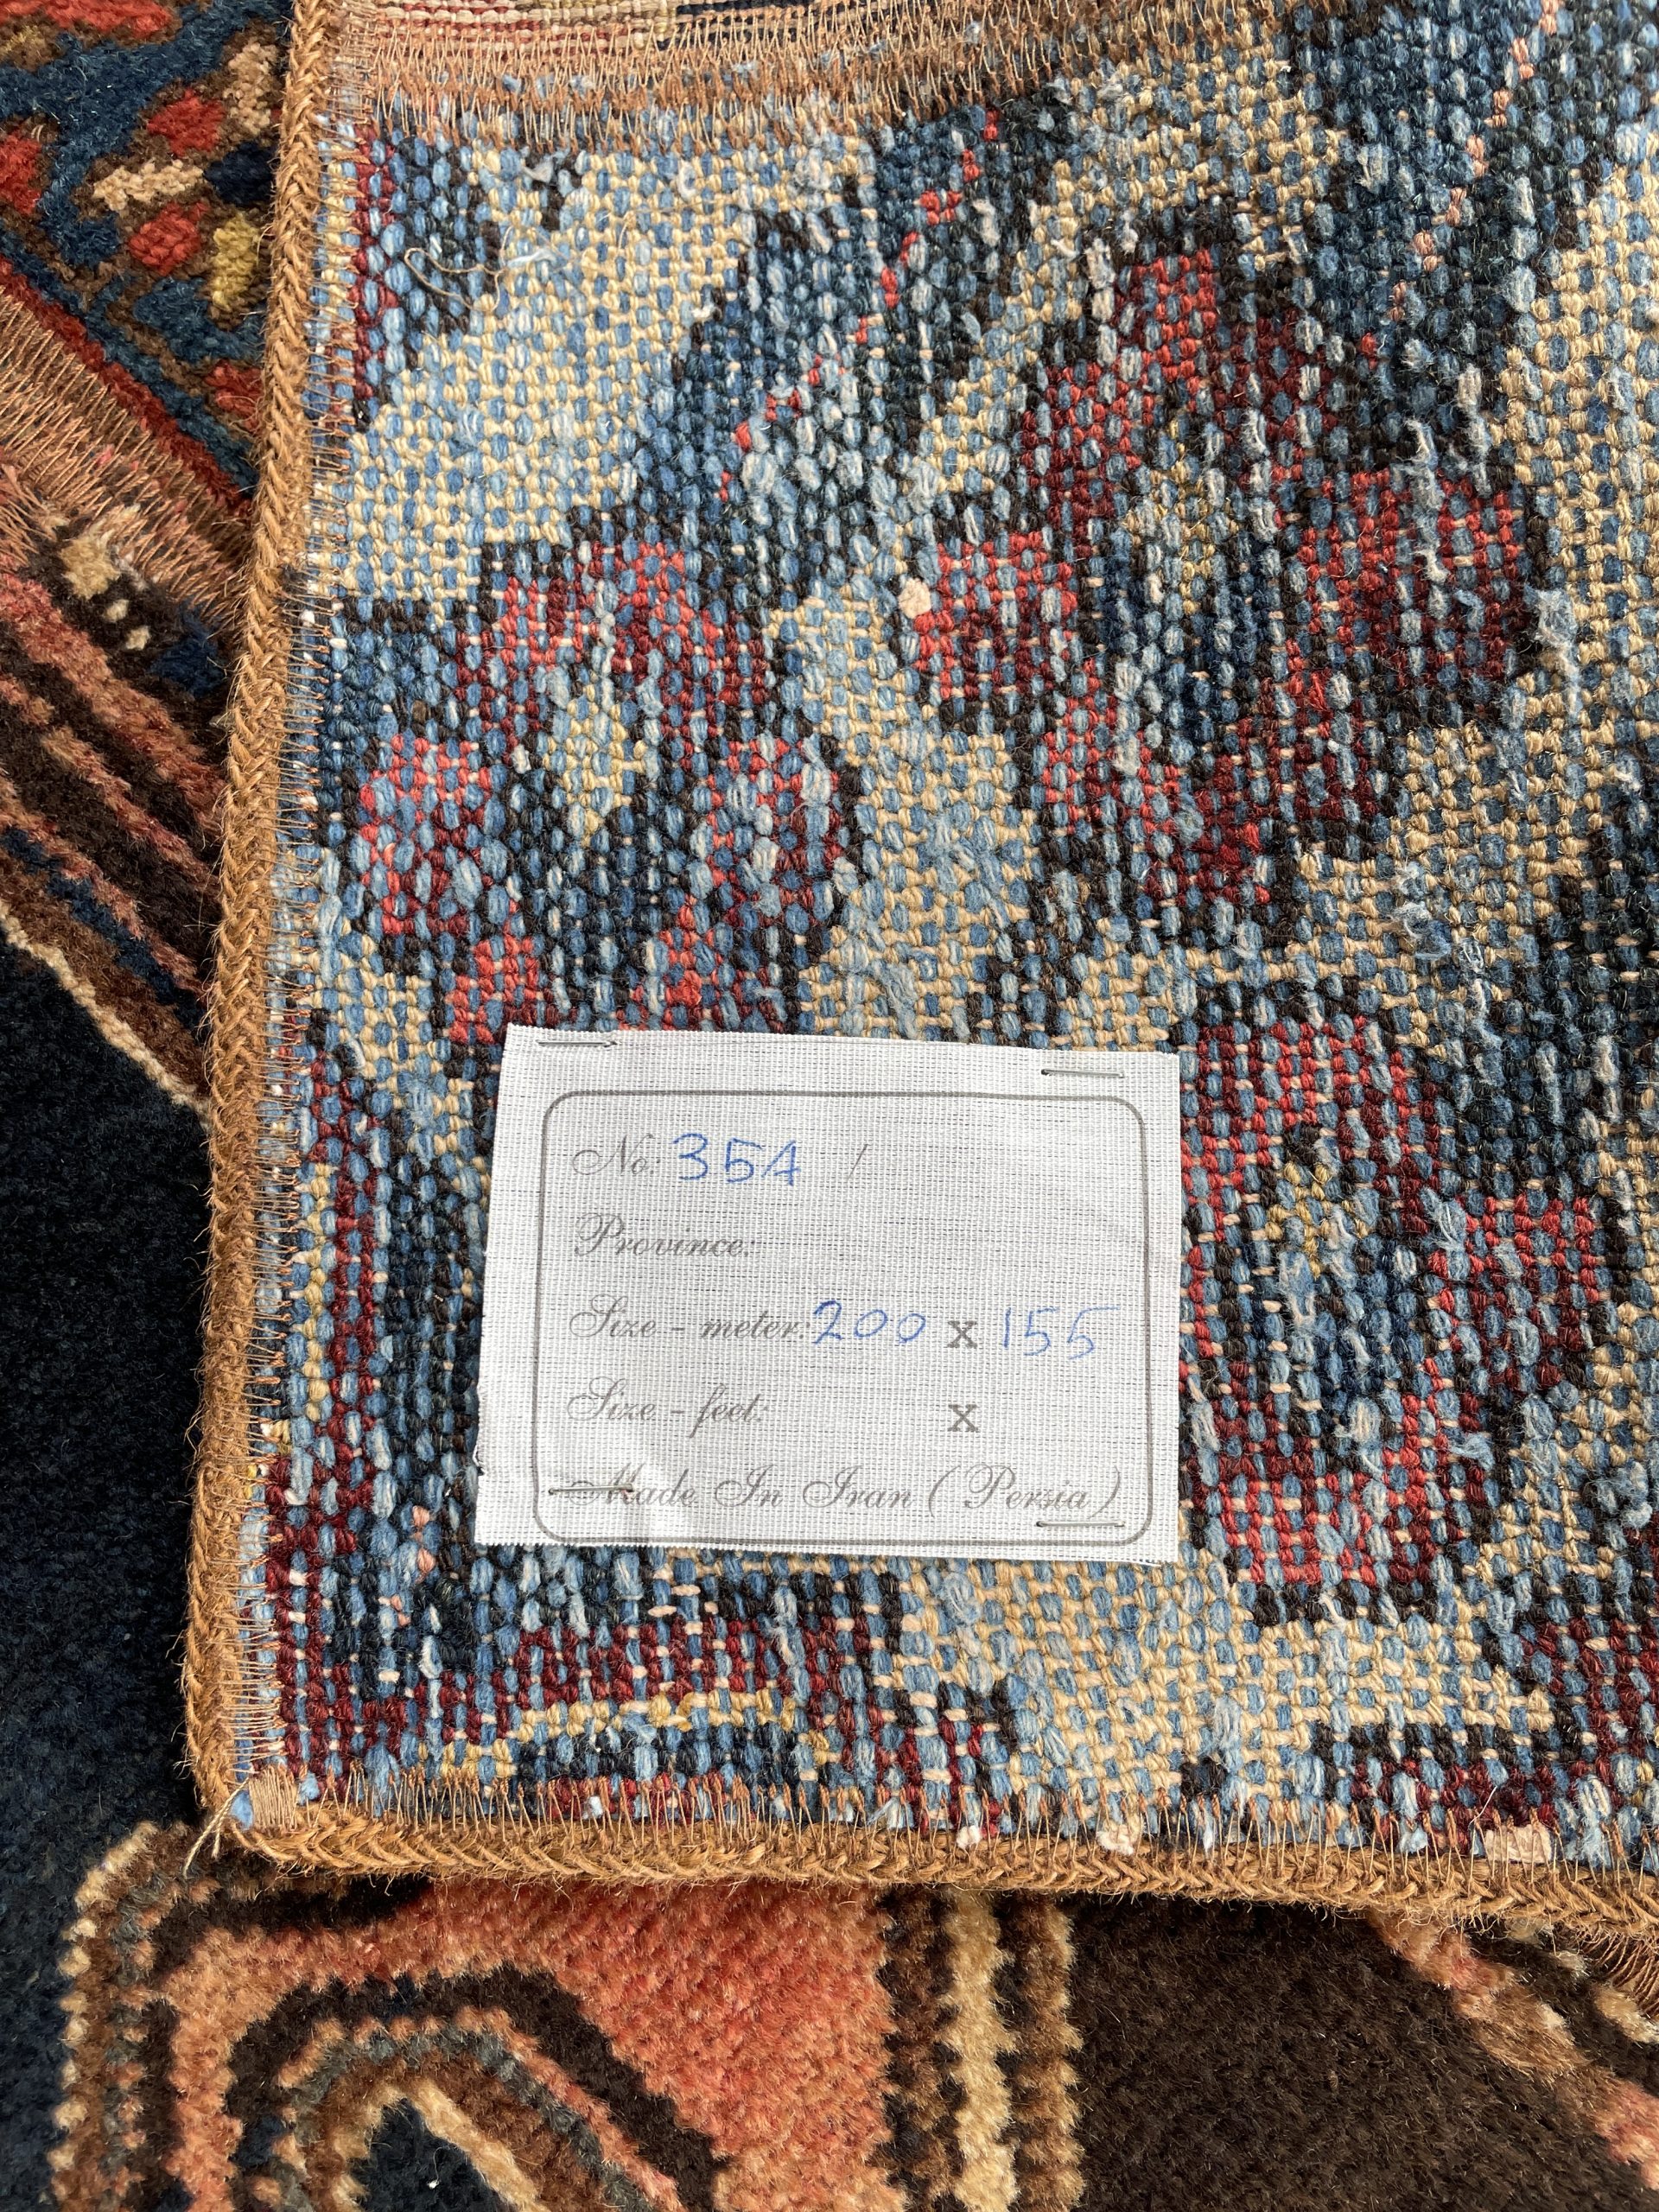 No: 354 /
Province:
Size - meter: 200 x 155
Size - feet: x
Made In Iran (Persia)